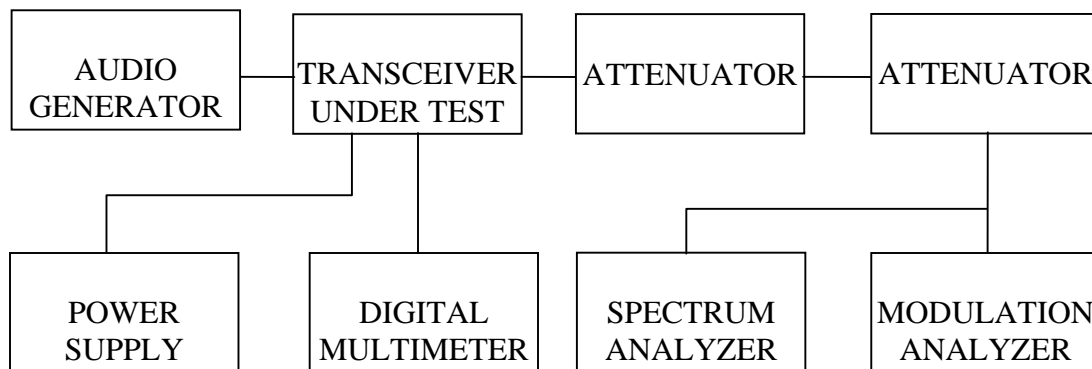 AUDIO
GENERATOR
TRANSCEIVER
UNDER TEST
ATTENUATOR
ATTENUATOR
POWER
SUPPLY
DIGITAL
MULTIMETER
SPECTRUM
ANALYZER
MODULATION
ANALYZER